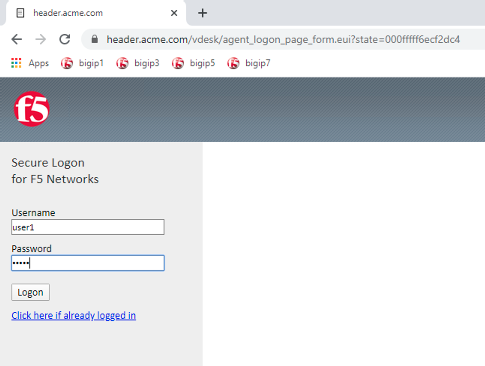 header.acme.com
header.acme.com/vdesk/agent_logon_page_form.eui?state=000fffff6ecf2dc4
Apps bigip1 bigip3 bigip5 bigip7
f5
Secure Logon
for F5 Networks
Username
user1
Password
•••••
Logon
Click here if already logged in